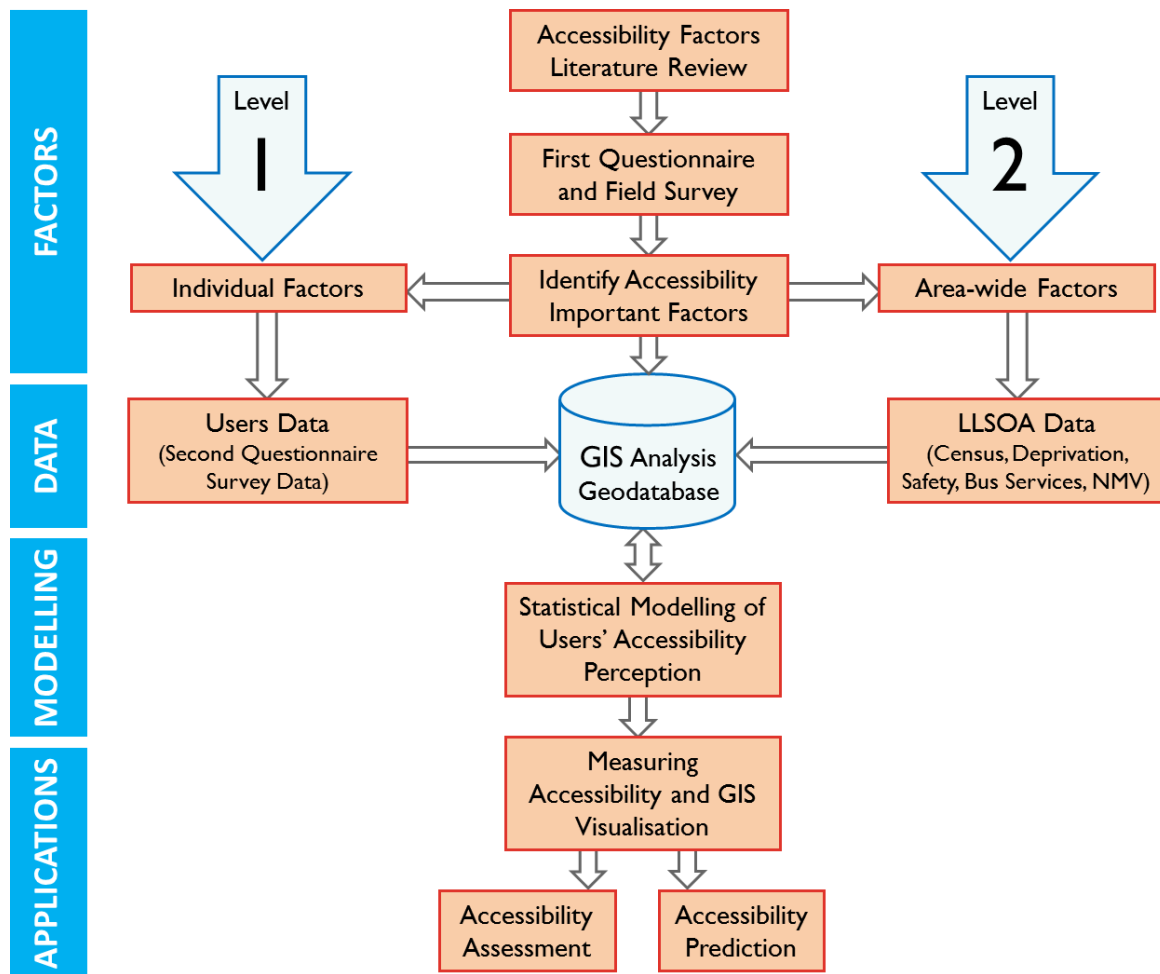 FACTORS
Accessibility Factors
Literature Review
Level
1
Level
2
First Questionnaire
and Field Survey
Individual Factors
Identify Accessibility
Important Factors
Area-wide Factors
DATA
Users Data
(Second Questionnaire
Survey Data)
GIS Analysis
Geodatabase
LLSOA Data
(Census, Deprivation,
Safety, Bus Services, NMV)
MODELLING
Statistical Modelling of
Users’ Accessibility
Perception
APPLICATIONS
Measuring
Accessibility and GIS
Visualisation
Accessibility
Assessment
Accessibility
Prediction